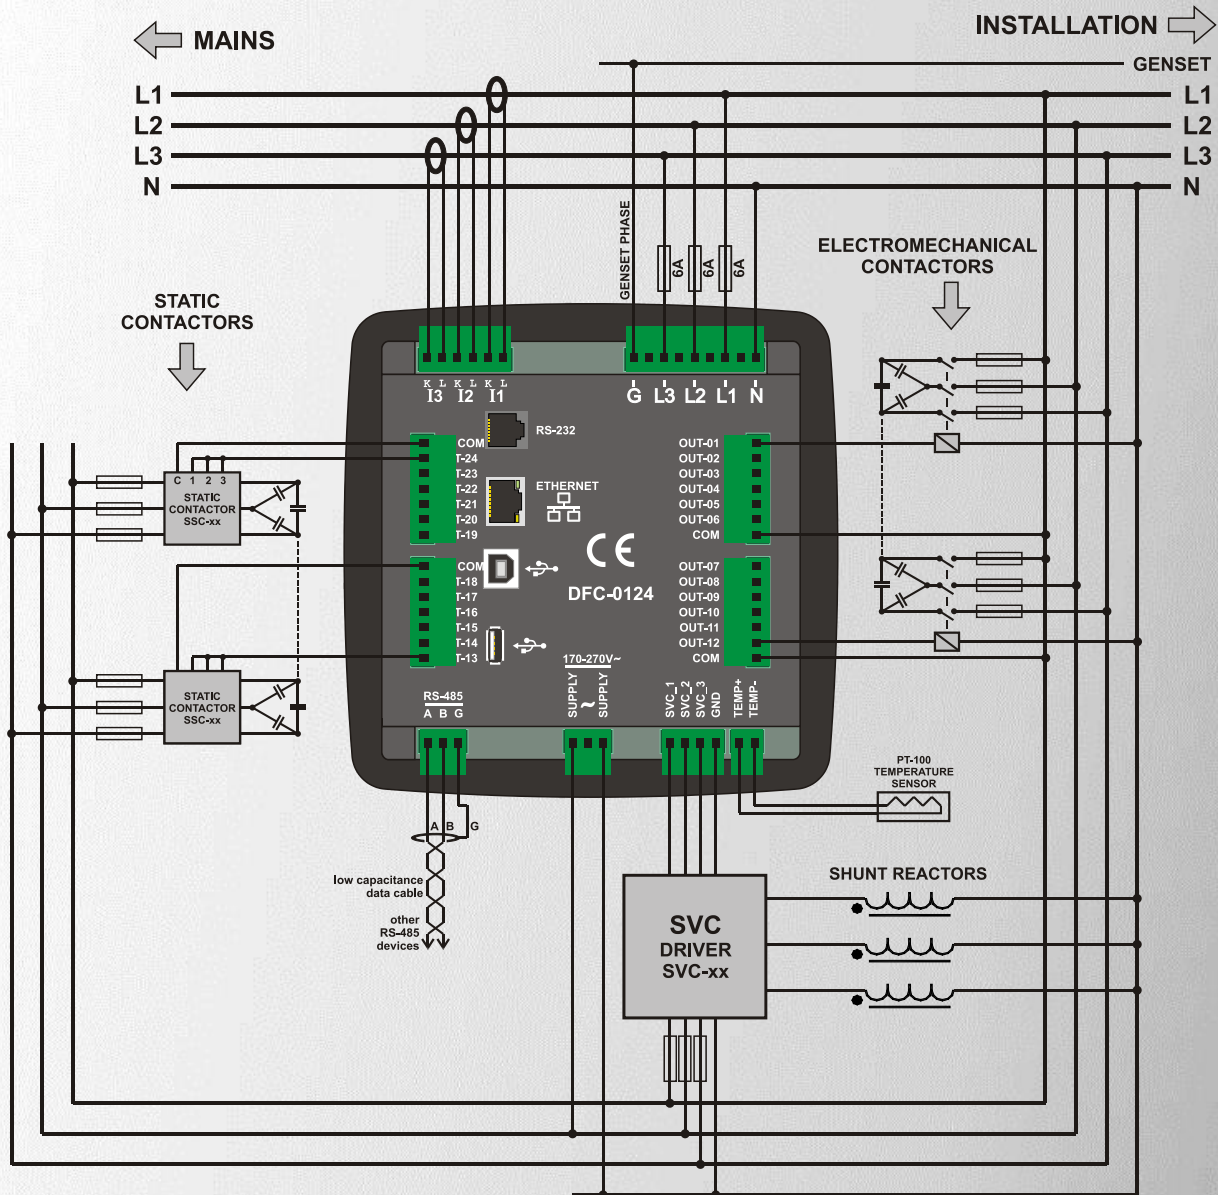 MAINS
INSTALLATION
GENSET
L1
L2
L3
N
L1
L2
L3
N
GENSET PHASE
6A
6A
6A
ELECTROMECHANICAL
CONTACTORS
STATIC
CONTACTORS
K L K L K L
I3 I2 I1
G L3 L2 L1 N
RS-232
ETHERNET
COM
T-24
T-23
T-22
T-21
T-20
T-19
COM
T-18
T-17
T-16
T-15
T-14
T-13
OUT-01
OUT-02
OUT-03
OUT-04
OUT-05
OUT-06
COM
OUT-07
OUT-08
OUT-09
OUT-10
OUT-11
OUT-12
COM
CE
DFC-0124
170-270V~
SUPPLY
~
SUPPLY
RS-485
A B G
SVC_1
SVC_2
SVC_3
GND
TEMP+
TEMP-
C 1 2 3
STATIC
CONTACTOR
SSC-xx
STATIC
CONTACTOR
SSC-xx
A B G
low capacitance
data cable
other
RS-485
devices
PT-100
TEMPERATURE
SENSOR
SHUNT REACTORS
SVC
DRIVER
SVC-xx